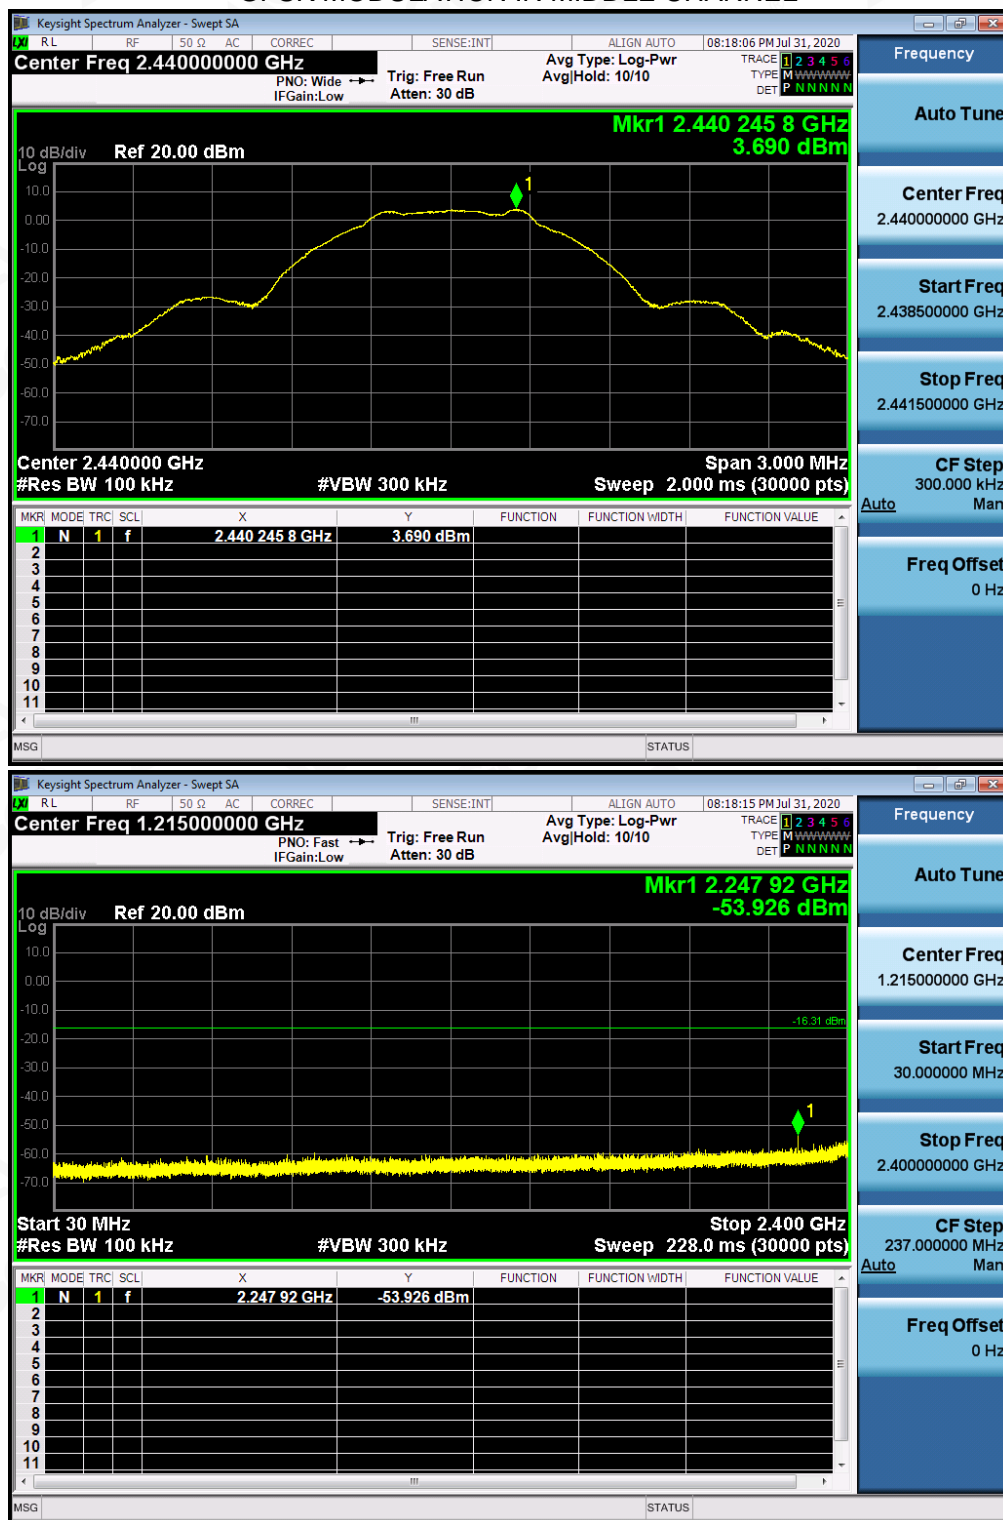 GFSK MODULATION IN MIDDLE CHANNEL
Keysight Spectrum Analyzer - Swept SA
LXI RL RF 50 Ω AC CORREC SENSE:INT ALIGN AUTO 08:18:06 PM Jul 31, 2020
Center Freq 2.440000000 GHz Avg Type: Log-Pwr TRACE 1 2 3 4 5 6
PNO: Wide Trig: Free Run Avg|Hold: 10/10 TYPE M WWWWW
IFGain:Low Atten: 30 dB DET P N N N N N
Mkr1 2.440 245 8 GHz
3.690 dBm
10 dB/div Ref 20.00 dBm
Log
10.0
0.00
-10.0
-20.0
-30.0
-40.0
-50.0
-60.0
-70.0
1
Center 2.440000 GHz Span 3.000 MHz
#Res BW 100 kHz #VBW 300 kHz Sweep 2.000 ms (30000 pts)
MKR MODE TRC SCL X Y FUNCTION FUNCTION WIDTH FUNCTION VALUE
1 N 1 f 2.440 245 8 GHz 3.690 dBm
2
3
4
5
6
7
8
9
10
11
MSG STATUS
Frequency
Auto Tune
Center Freq
2.440000000 GHz
Start Freq
2.438500000 GHz
Stop Freq
2.441500000 GHz
CF Step
300.000 kHz
Auto Man
Freq Offset
0 Hz
Keysight Spectrum Analyzer - Swept SA
LXI RL RF 50 Ω AC CORREC SENSE:INT ALIGN AUTO 08:18:15 PM Jul 31, 2020
Center Freq 1.215000000 GHz Avg Type: Log-Pwr TRACE 1 2 3 4 5 6
PNO: Fast Trig: Free Run Avg|Hold: 10/10 TYPE M WWWWW
IFGain:Low Atten: 30 dB DET P N N N N N
Mkr1 2.247 92 GHz
-53.926 dBm
10 dB/div Ref 20.00 dBm
Log
10.0
0.00
-10.0
-20.0
-30.0
-40.0
-50.0
-60.0
-70.0
-16.31 dBm
1
Start 30 MHz Stop 2.400 GHz
#Res BW 100 kHz #VBW 300 kHz Sweep 228.0 ms (30000 pts)
MKR MODE TRC SCL X Y FUNCTION FUNCTION WIDTH FUNCTION VALUE
1 N 1 f 2.247 92 GHz -53.926 dBm
2
3
4
5
6
7
8
9
10
11
MSG STATUS
Frequency
Auto Tune
Center Freq
1.215000000 GHz
Start Freq
30.000000 MHz
Stop Freq
2.400000000 GHz
CF Step
237.000000 MHz
Auto Man
Freq Offset
0 Hz